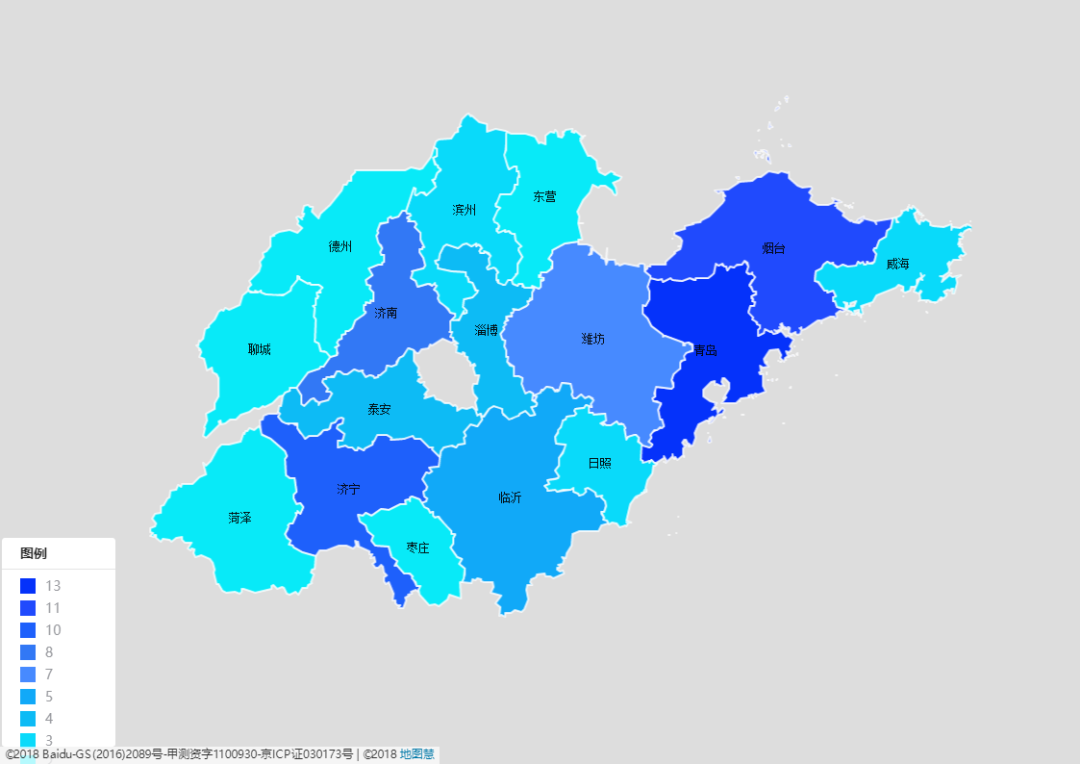 东营
滨州
德州
烟台
威海
济南
淄博
潍坊
聊城
青岛
泰安
日照
济宁
临沂
菏泽
枣庄
图例
13
11
10
8
7
5
4
3
©2018 Baidu-GS(2016)2089号-甲测资字1100930-京ICP证030173号 | ©2018 地图慧